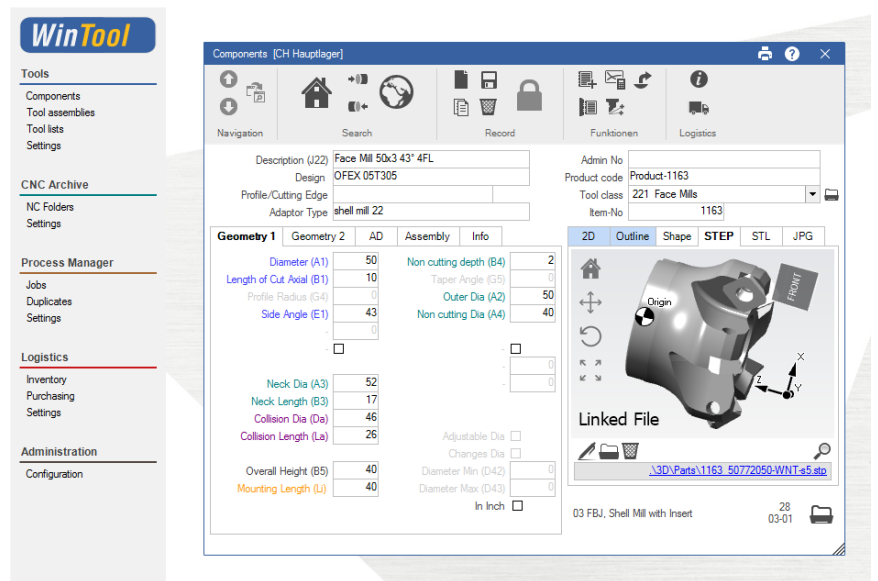 WinTool
Tools
Components
Tool assemblies
Tool lists
Settings
CNC Archive
NC Folders
Settings
Process Manager
Jobs
Duplicates
Settings
Logistics
Inventory
Purchasing
Settings
Administration
Configuration
Components [CH Hauptlager]
? ×
Navigation Search Record Funktionen Logistics
Description (J22) Face Mill 50x3 43° 4FL
Design OFEX 05T305
Profile/Cutting Edge
Adaptor Type shell mill 22
Admin No
Product code Product-1163
Tool class 221 Face Mills
Item-No 1163
Geometry 1 Geometry 2 AD Assembly Info
2D Outline Shape STEP STL JPG
Diameter (A1) 50 Non cutting depth (B4) 2
Length of Cut Axial (B1) 10 Taper Angle (G5) 0
Profile Radius (G4) 0 Outer Dia (A2) 50
Side Angle (E1) 43 Non cutting Dia (A4) 40
- 0
- -
- 0
Neck Dia (A3) 52 - 0
Neck Length (B3) 17
Collision Dia (Da) 46
Collision Length (La) 26 Adjustable Dia
Changes Dia
Overall Height (B5) 40 Diameter Min (D42) 0
Mounting Length (Li) 40 Diameter Max (D43) 0
In Inch
FRONT
Origin
X
Z
Y
Linked File
.\3D\Parts\1163_50772050-WNT-s5.stp
03 FBJ, Shell Mill with Insert
28
03-01